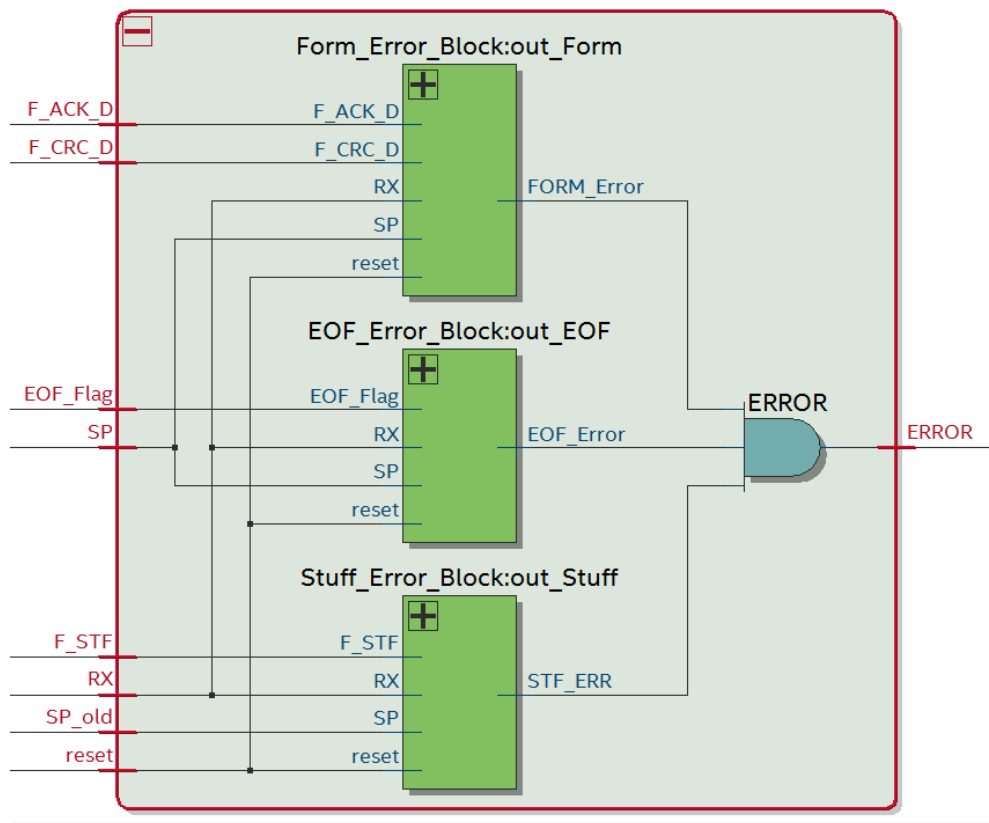 Form_Error_Block:out_Form
F_ACK_D
F_ACK_D
F_CRC_D
F_CRC_D
RX
FORM_Error
SP
reset
EOF_Error_Block:out_EOF
EOF_Flag
EOF_Flag
ERROR
SP
RX
EOF_Error
ERROR
SP
reset
Stuff_Error_Block:out_Stuff
F_STF
F_STF
RX
RX
STF_ERR
SP_old
SP
reset
reset